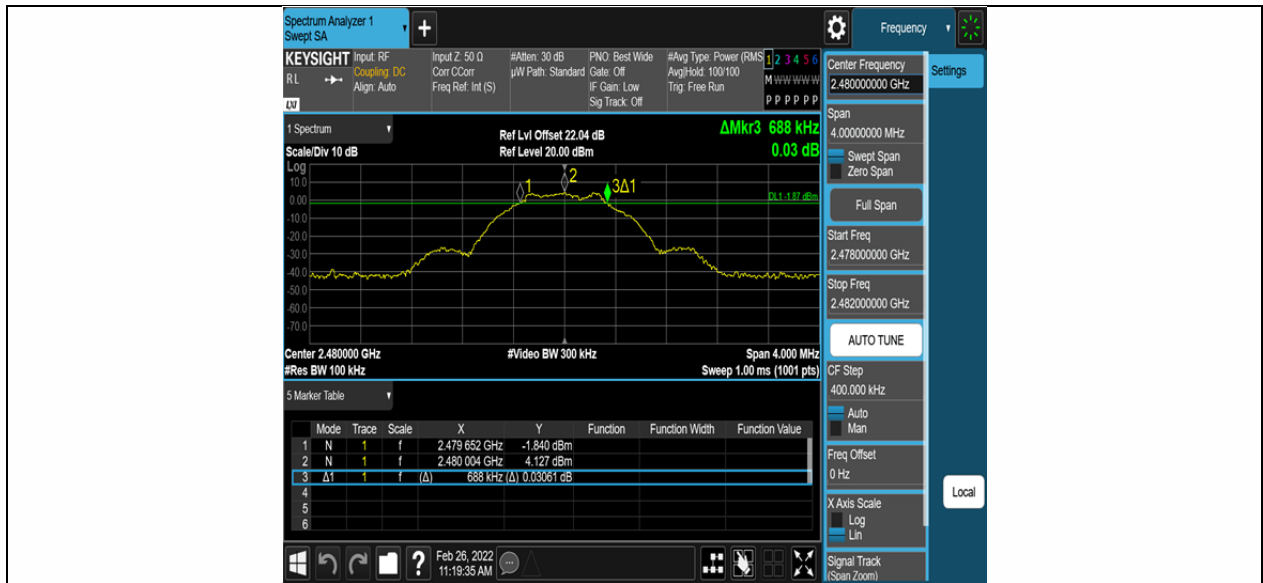 Spectrum Analyzer 1
Swept SA
+
Frequency
KEYSIGHT
RL
LXI
Input: RF
Coupling: DC
Align: Auto
Input Z: 50 Ω
Corr CCorr
Freq Ref: Int (S)
#Atten: 30 dB
µW Path: Standard
PNO: Best Wide
Gate: Off
IF Gain: Low
Sig Track: Off
#Avg Type: Power (RMS
Avg|Hold: 100/100
Trig: Free Run
1 2 3 4 5 6
M W W W W W
P P P P P P
1 Spectrum
Scale/Div 10 dB
Ref Lvl Offset 22.04 dB
Ref Level 20.00 dBm
ΔMkr3 688 kHz
0.03 dB
Log
10.0
0.00
-10.0
-20.0
-30.0
-40.0
-50.0
-60.0
-70.0
1
2
3Δ1
DL1 -1.87 dBm
Center 2.480000 GHz
#Video BW 300 kHz
Span 4.000 MHz
#Res BW 100 kHz
Sweep 1.00 ms (1001 pts)
5 Marker Table
Mode Trace Scale X Y Function Function Width Function Value
1 N 1 f 2.479 652 GHz -1.840 dBm
2 N 1 f 2.480 004 GHz 4.127 dBm
3 Δ1 1 f (Δ) 688 kHz (Δ) 0.03061 dB
4
5
6
?
Feb 26, 2022
11:19:35 AM
Center Frequency
2.480000000 GHz
Settings
Span
4.00000000 MHz
Swept Span
Zero Span
Full Span
Start Freq
2.478000000 GHz
Stop Freq
2.482000000 GHz
AUTO TUNE
CF Step
400.000 kHz
Auto
Man
Freq Offset
0 Hz
X Axis Scale
Log
Lin
Signal Track
(Span Zoom)
Local